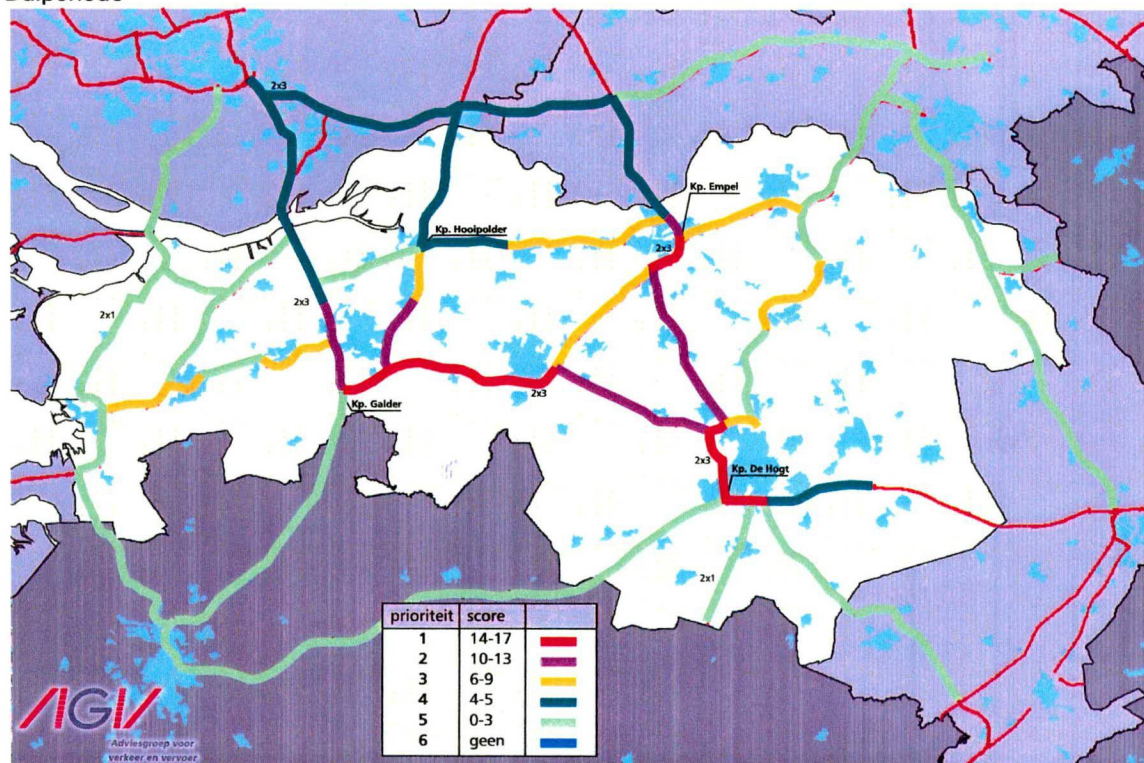 2x3
Kp. Empel
Kp. Hooipolder
2x3
2x3
2x1
2x3
Kp. Galder
2x3
Kp. De Hogt
2x1
prioriteit score
1 14-17
2 10-13
3 6-9
4 4-5
5 0-3
6 geen
AGV
Adviesgroep voor
verkeer en vervoer